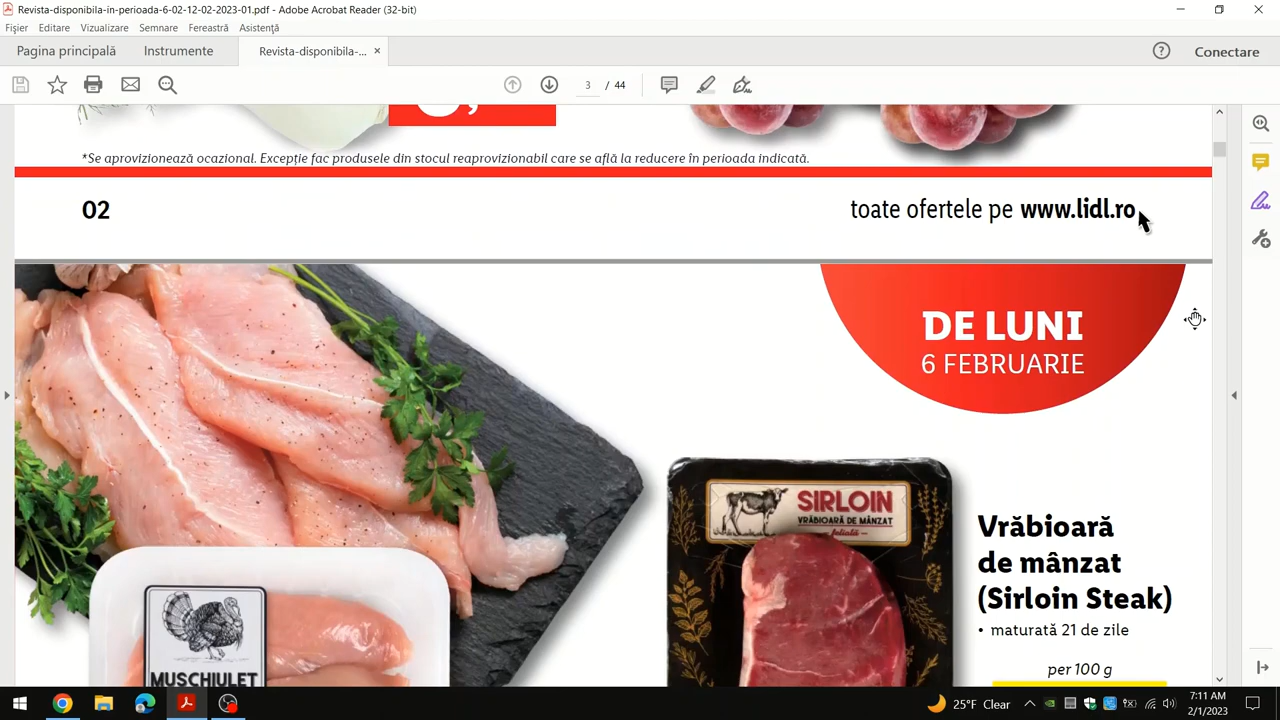 Revista-disponibila-in-perioada-6-02-12-02-2023-01.pdf - Adobe Acrobat Reader (32-bit)
Fișier Editare Vizualizare Semnare Fereastră Asistență
Pagina principală Instrumente Revista-disponibila-... ×
Conectare
3 / 44
*Se aprovizionează ocazional. Excepție fac produsele din stocul reaprovizionabil care se află la reducere în perioada indicată.
02
toate ofertele pe www.lidl.ro
DE LUNI
6 FEBRUARIE
SIRLOIN
VRĂBIOARĂ DE MÂNZAT
feliată
Vrăbioară
de mânzat
(Sirloin Steak)
• maturată 21 de zile
per 100 g
MUSCHIULET
25°F Clear
7:11 AM
2/1/2023